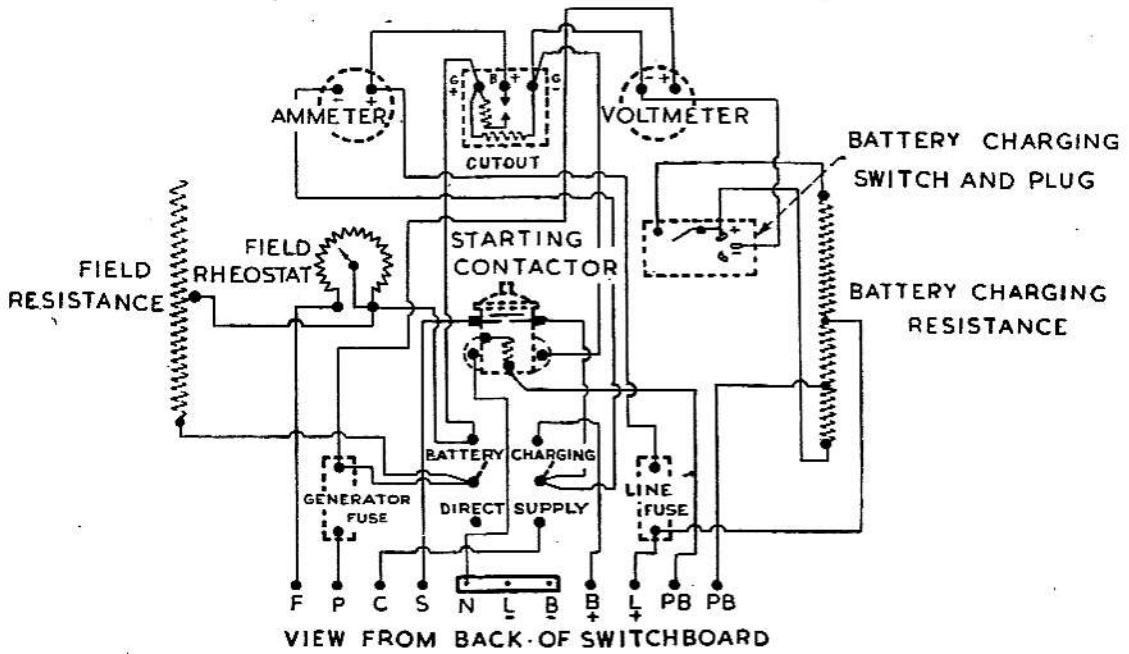 G B + G
+ -
- +
- +
AMMETER
VOLTMETER
CUTOUT
BATTERY CHARGING
SWITCH AND PLUG
STARTING
CONTACTOR
FIELD
RHEOSTAT
FIELD
RESISTANCE
+
-
BATTERY CHARGING
RESISTANCE
BATTERY CHARGING
GENERATOR
FUSE
DIRECT SUPPLY
LINE
FUSE
F P C S N L B B L PB PB
- - + +
VIEW FROM BACK OF SWITCHBOARD